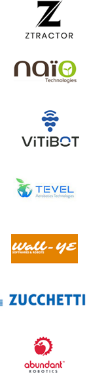 Z
ZTRACTOR
naïo
Technologies
ViTiBOT
TEVEL
Wall-YE
ZUCCHETTI
abundant
ROBOTICS